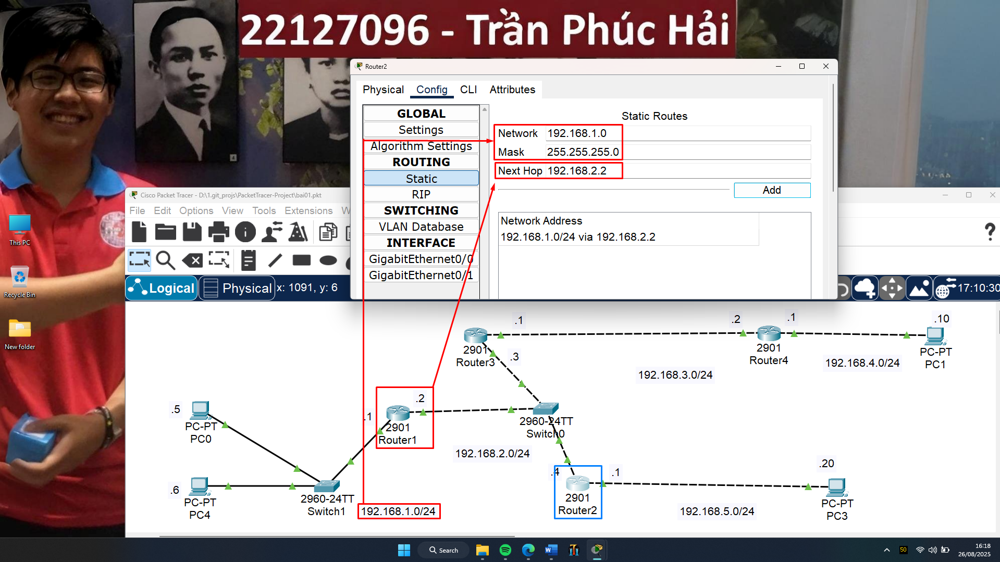 22127096 - Trần Phúc Hải
Router2
Physical Config CLI Attributes
GLOBAL
Settings
Algorithm Settings
ROUTING
Static
RIP
SWITCHING
VLAN Database
INTERFACE
GigabitEthernet0/0
GigabitEthernet0/1
Static Routes
Network 192.168.1.0
Mask 255.255.255.0
Next Hop 192.168.2.2
Add
Network Address
192.168.1.0/24 via 192.168.2.2
This PC
Recycle Bin
New folder
Cisco Packet Tracer - D:\1.git_projs\PacketTracer-Project\bai01.pkt
File Edit Options View Tools Extensions W
Logical Physical x: 1091, y: 6
17:10:30
.1
.2
.1
.10
2901
Router3
.3
2901
Router4
PC-PT
PC1
192.168.3.0/24
192.168.4.0/24
.5
PC-PT
PC0
.1
.2
2901
Router1
2960-24TT
Switch0
192.168.2.0/24
.6
PC-PT
PC4
2960-24TT
Switch1
192.168.1.0/24
.4
.1
2901
Router2
192.168.5.0/24
.20
PC-PT
PC3
Search
50
16:18
26/08/2025